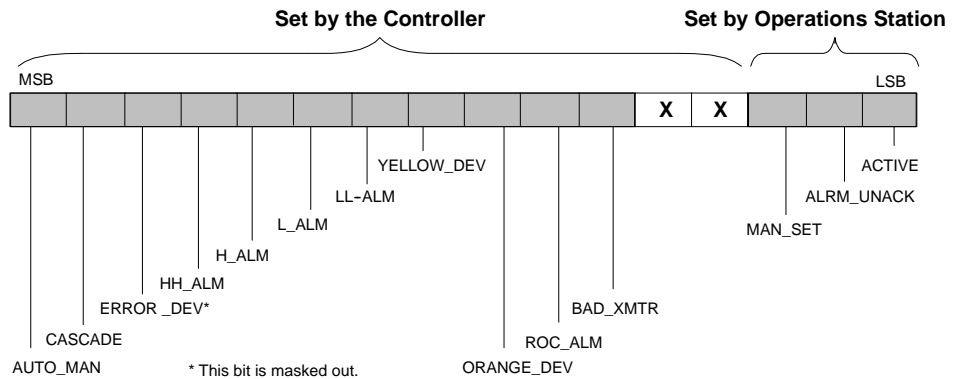 Set by the Controller
Set by Operations Station
MSB
LSB
X X
YELLOW_DEV
ACTIVE
LL-ALM
ALRM_UNACK
L_ALM
MAN_SET
H_ALM
HH_ALM
ERROR _DEV*
BAD_XMTR
CASCADE
ROC_ALM
AUTO_MAN
* This bit is masked out.
ORANGE_DEV